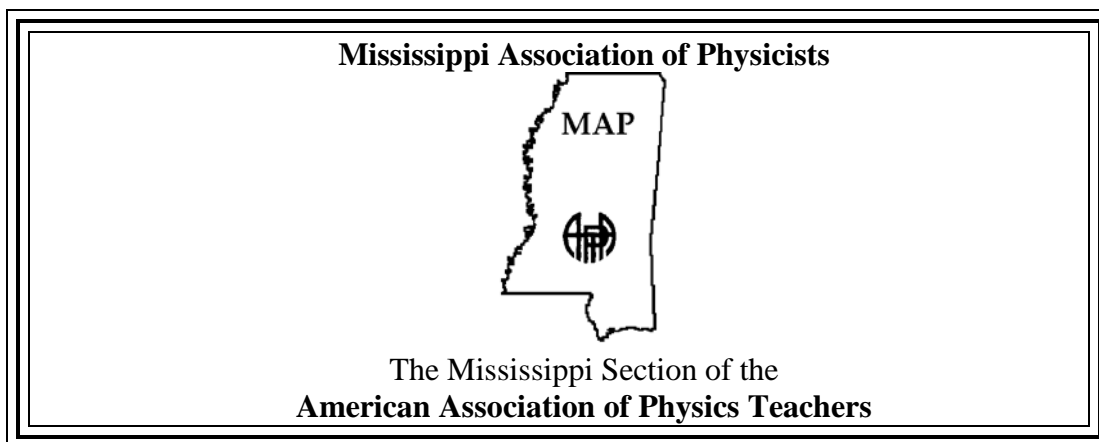 Mississippi Association of Physicists
MAP
The Mississippi Section of the
American Association of Physics Teachers